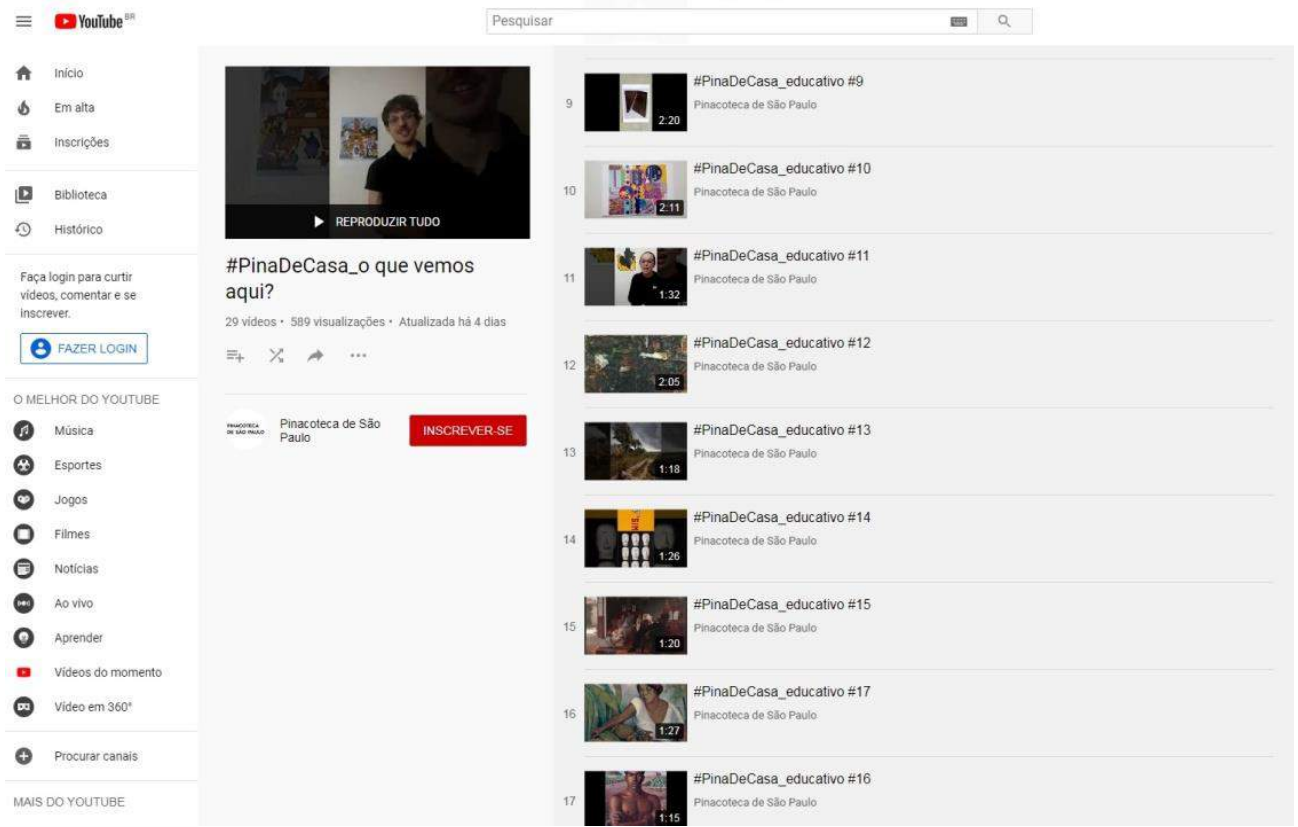 YouTube BR
Pesquisar
Início
Em alta
Inscrições
Biblioteca
Histórico
Faça login para curtir
vídeos, comentar e se
inscrever.
FAZER LOGIN
O MELHOR DO YOUTUBE
Música
Esportes
Jogos
Filmes
Notícias
Ao vivo
Aprender
Vídeos do momento
Vídeo em 360°
Procurar canais
MAIS DO YOUTUBE
REPRODUZIR TUDO
#PinaDeCasa_o que vemos
aqui?
29 vídeos • 589 visualizações • Atualizada há 4 dias
PINACOTECA
DE SÃO PAULO
Pinacoteca de São
Paulo
INSCREVER-SE
9
2:20
#PinaDeCasa_educativo #9
Pinacoteca de São Paulo
10
2:11
#PinaDeCasa_educativo #10
Pinacoteca de São Paulo
11
1:32
#PinaDeCasa_educativo #11
Pinacoteca de São Paulo
12
2:05
#PinaDeCasa_educativo #12
Pinacoteca de São Paulo
13
1:18
#PinaDeCasa_educativo #13
Pinacoteca de São Paulo
14
1:26
#PinaDeCasa_educativo #14
Pinacoteca de São Paulo
15
1:20
#PinaDeCasa_educativo #15
Pinacoteca de São Paulo
16
1:27
#PinaDeCasa_educativo #17
Pinacoteca de São Paulo
17
1:15
#PinaDeCasa_educativo #16
Pinacoteca de São Paulo